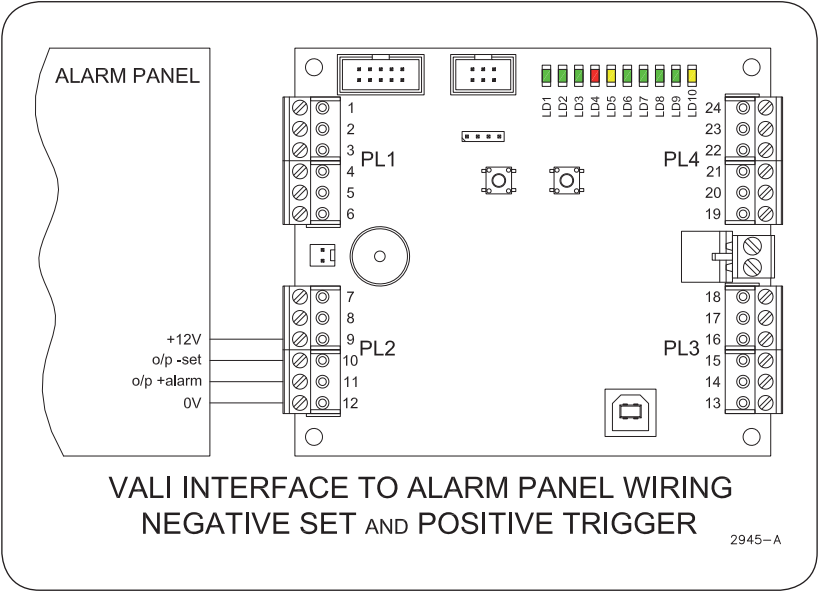 ALARM PANEL
LD1
LD2
LD3
LD4
LD5
LD6
LD7
LD8
LD9
LD10
1
2
3
4
5
6
PL1
24
23
22
21
20
19
PL4
7
8
9
10
11
12
PL2
18
17
16
15
14
13
PL3
+12V
o/p -set
o/p +alarm
0V
VALI INTERFACE TO ALARM PANEL WIRING
NEGATIVE SET AND POSITIVE TRIGGER
2945-A